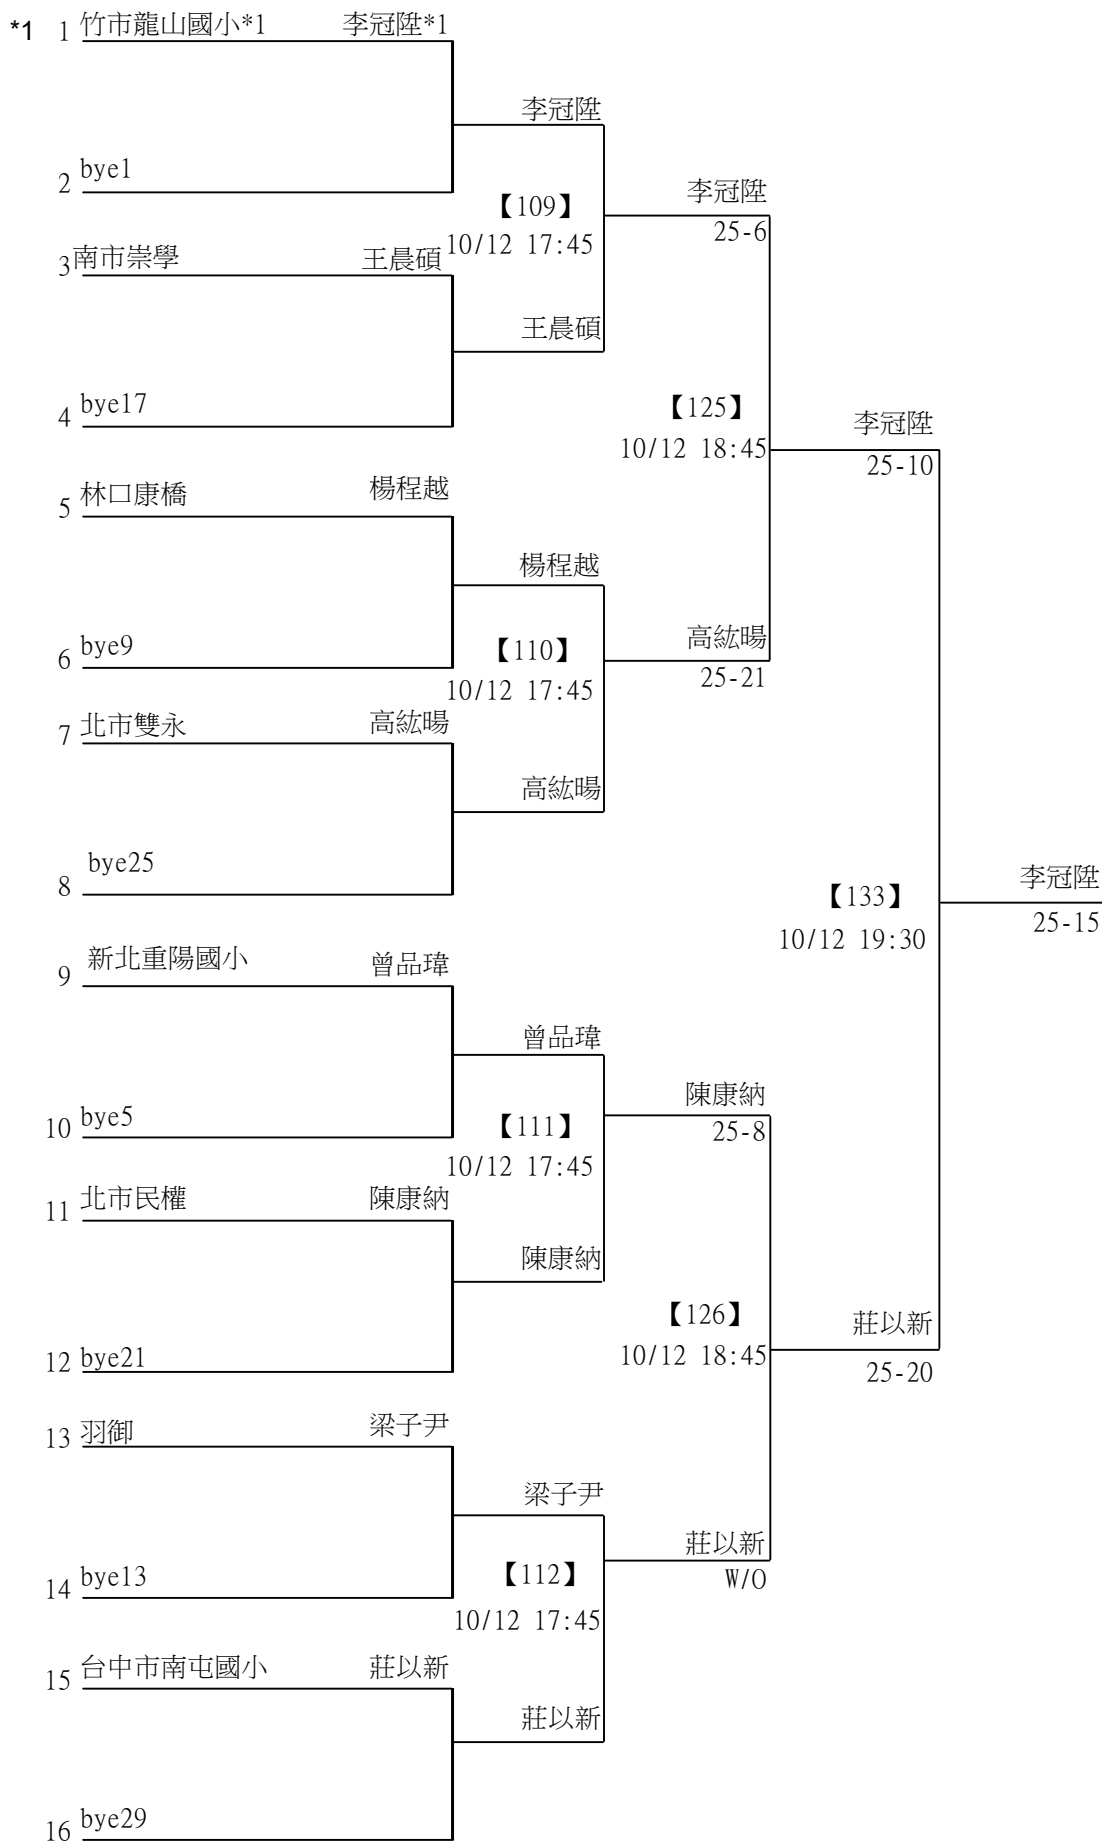 *1 1 竹市龍山國小*1 李冠陞*1
李冠陞
2 bye1
【109】
10/12 17:45
李冠陞
25-6
3 南市崇學 王晨碩
王晨碩
4 bye17
【125】
10/12 18:45
李冠陞
25-10
5 林口康橋 楊程越
楊程越
6 bye9
【110】
10/12 17:45
高紘暘
25-21
7 北市雙永 高紘暘
高紘暘
8 bye25
【133】
10/12 19:30
李冠陞
25-15
9 新北重陽國小 曾品瑋
曾品瑋
10 bye5
【111】
10/12 17:45
陳康納
25-8
11 北市民權 陳康納
陳康納
12 bye21
【126】
10/12 18:45
莊以新
25-20
13 羽御 梁子尹
梁子尹
14 bye13
【112】
10/12 17:45
莊以新
W/O
15 台中市南屯國小 莊以新
莊以新
16 bye29